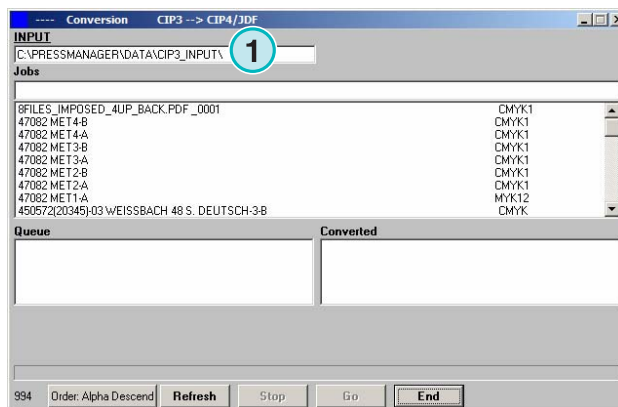 ---- Conversion CIP3 --> CIP4/JDF
INPUT
C:\PRESSMANAGER\DATA\CIP3_INPUT\
1
Jobs
8FILES_IMPOSED_4UP_BACK.PDF _0001 CMYK1
47082 MET4-B CMYK1
47082 MET4-A CMYK1
47082 MET3-B CMYK1
47082 MET3-A CMYK1
47082 MET2-B CMYK1
47082 MET2-A CMYK1
47082 MET1-A MYK12
450572(20345)-03 WEISSBACH 48 S. DEUTSCH-3-B CMYK
Queue Converted
994 Order: Alpha Descend Refresh Stop Go End